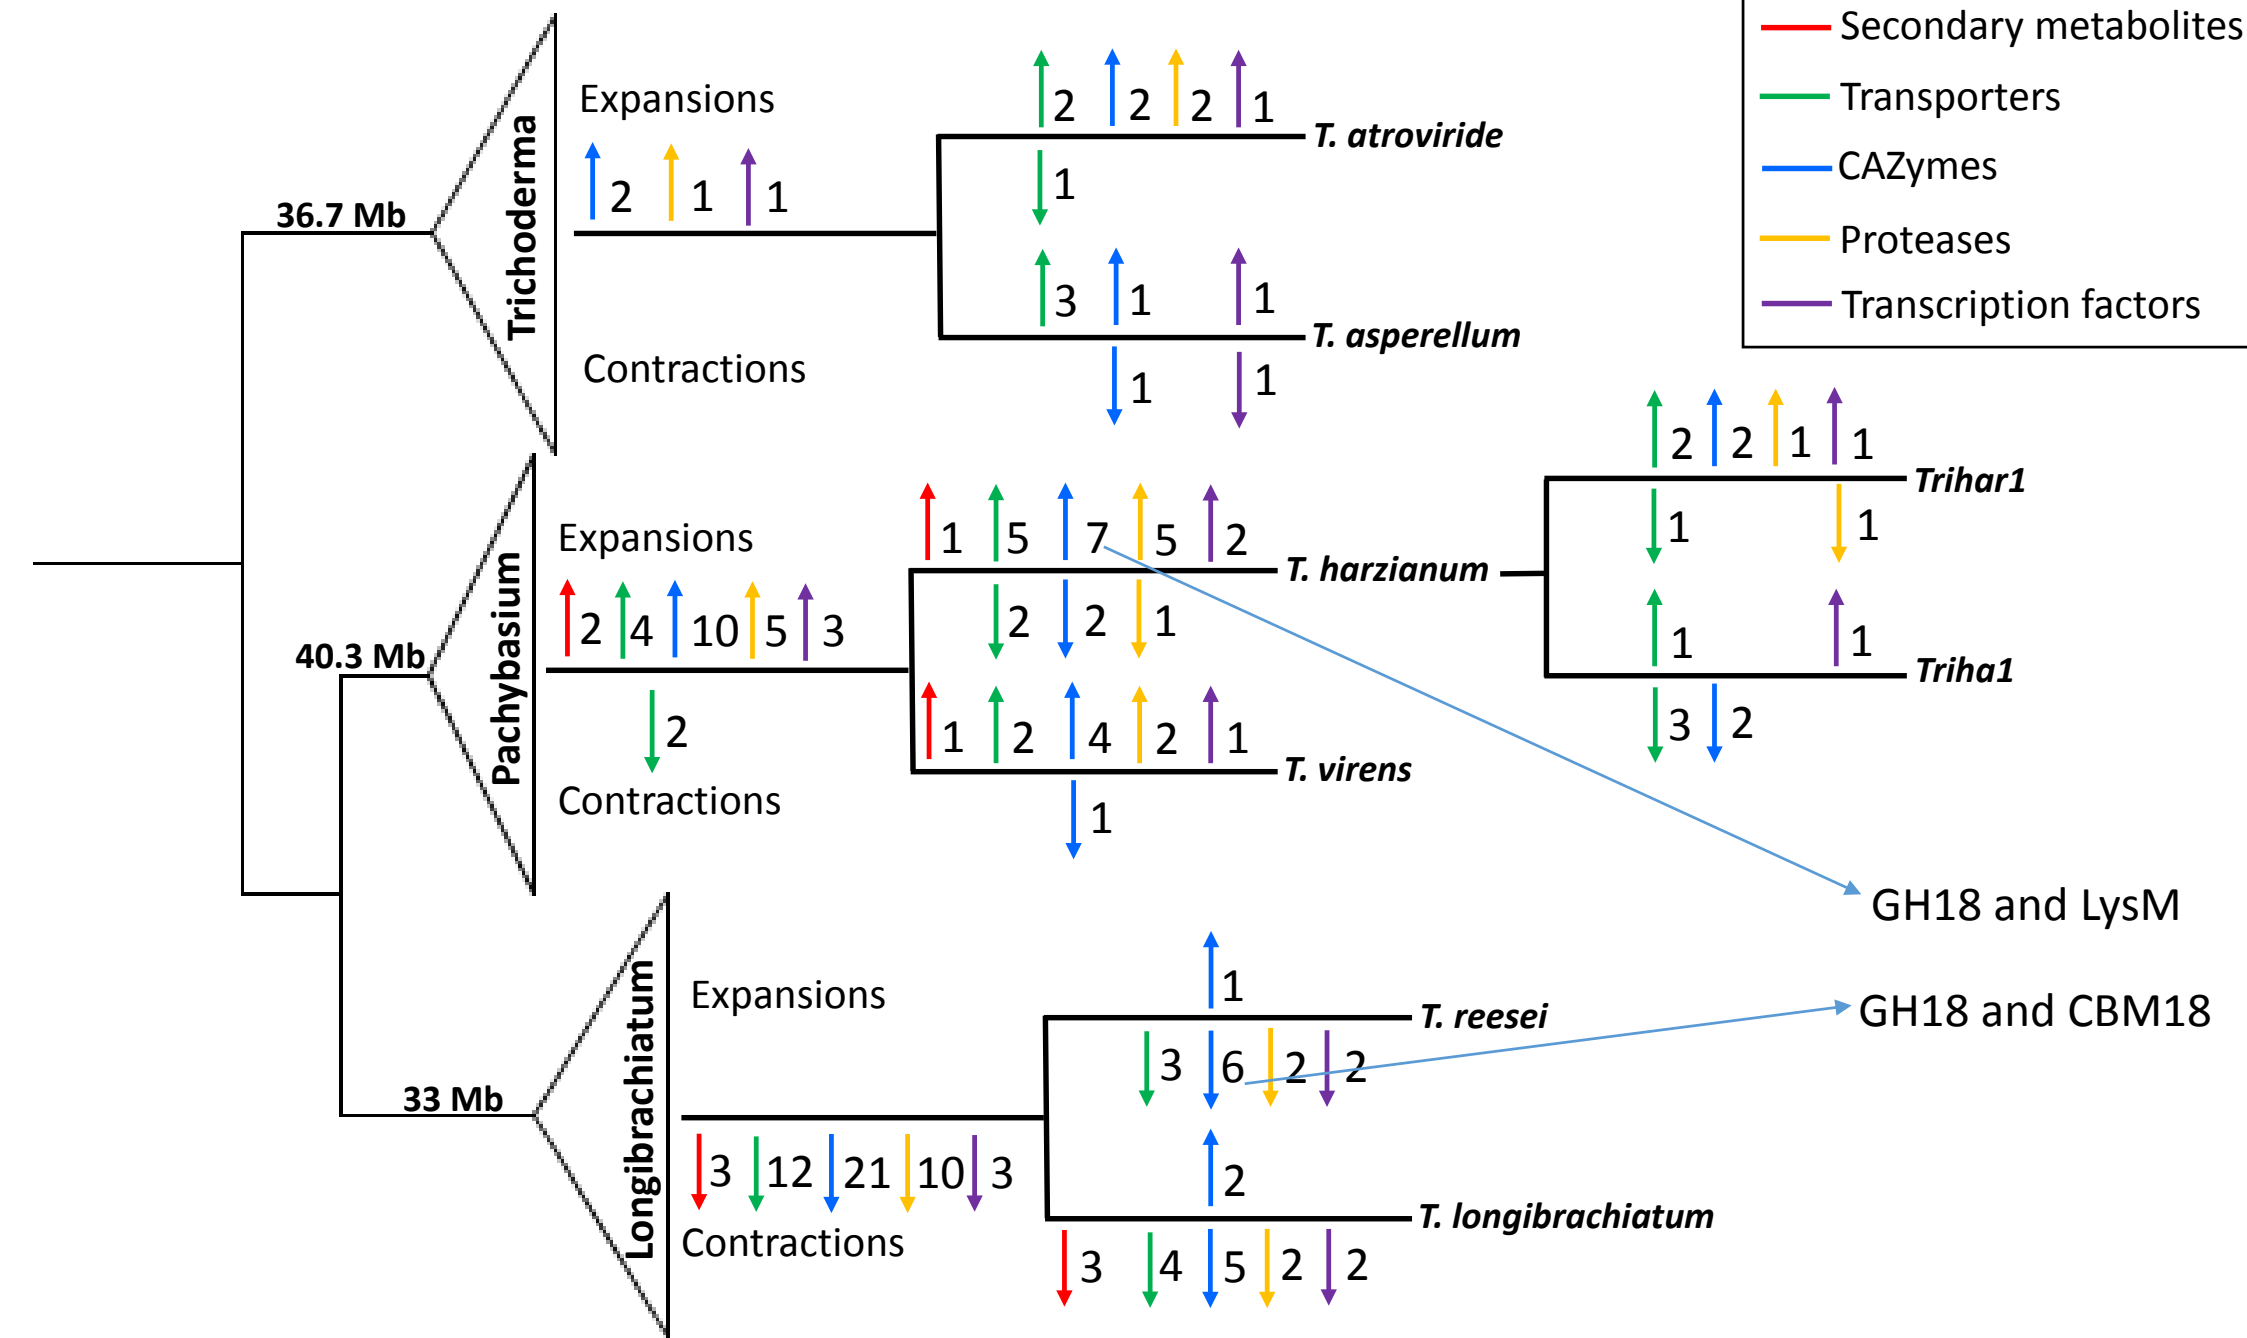 Secondary metabolites
Transporters
CAZymes
Proteases
Transcription factors
36.7 Mb
Trichoderma
Expansions
2 1 1
Contractions
2 2 2 1
T. atroviride
1
3 1 1
T. asperellum
1 1
40.3 Mb
Pachybasium
Expansions
2 4 10 5 3
2
Contractions
1 5 7 5 2
T. harzianum
2 2 1
1 2 4 2 1
T. virens
1
2 2 1 1
Trihar1
1 1
1 1
Triha1
3 2
GH18 and LysM
GH18 and CBM18
33 Mb
Longibrachiatum
Expansions
3 12 21 10 3
Contractions
1
T. reesei
3 6 2 2
2
T. longibrachiatum
3 4 5 2 2